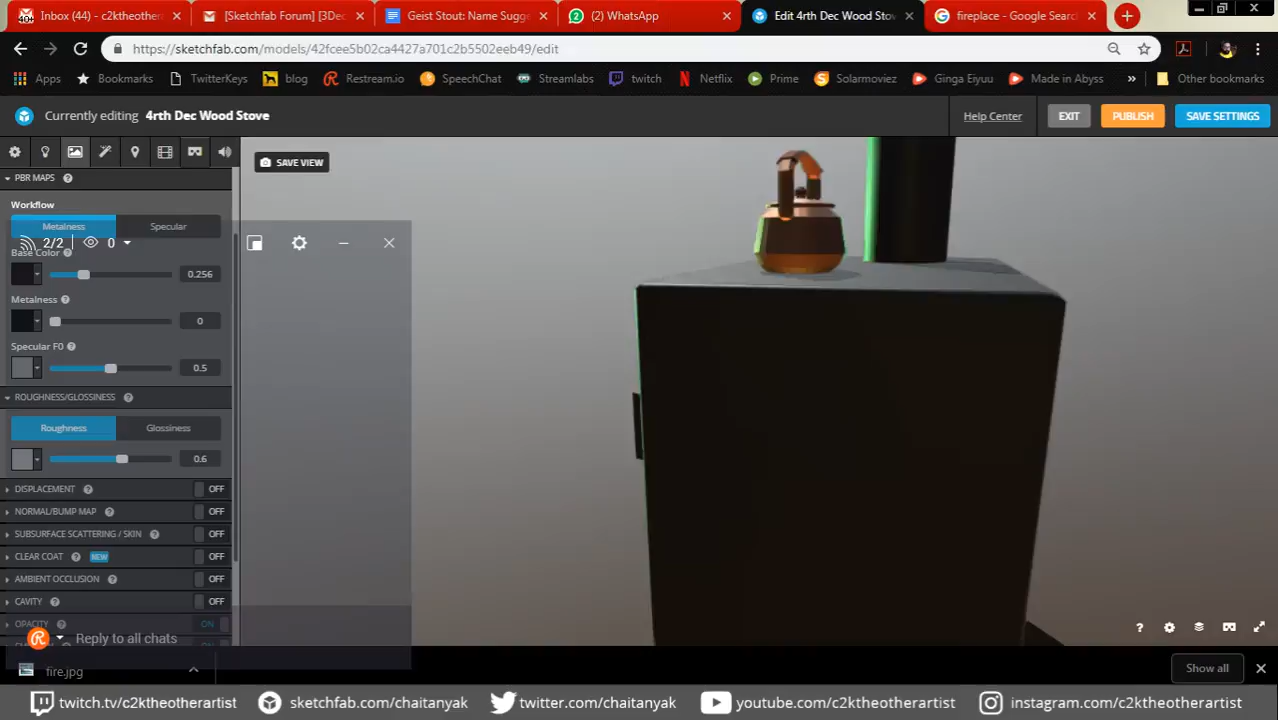 Inbox (44) - c2ktheother
[Sketchfab Forum] [3Dec
Geist Stout: Name Sugge
(2) WhatsApp
Edit 4rth Dec Wood Stov
fireplace - Google Search
https://sketchfab.com/models/42fcee5b02ca4427a701c2b5502eeb49/edit
Apps
Bookmarks
TwitterKeys
blog
Restream.io
SpeechChat
Streamlabs
twitch
Netflix
Prime
Solarmoviez
Ginga Eiyuu
Made in Abyss
»
Other bookmarks
Currently editing 4rth Dec Wood Stove
Help Center
EXIT
PUBLISH
SAVE SETTINGS
SAVE VIEW
PBR MAPS
Workflow
Metalness
Specular
2/2
0
Base Color
0.256
Metalness
0
Specular F0
0.5
ROUGHNESS/GLOSSINESS
Roughness
Glossiness
0.6
DISPLACEMENT
OFF
NORMAL/BUMP MAP
OFF
SUBSURFACE SCATTERING / SKIN
OFF
CLEAR COAT
NEW
OFF
AMBIENT OCCLUSION
OFF
CAVITY
OFF
OPACITY
ON
Reply to all chats
fire.jpg
Show all
twitch.tv/c2ktheotherartist
sketchfab.com/chaitanyak
twitter.com/chaitanyak
youtube.com/c2ktheotherartist
instagram.com/c2ktheotherartist